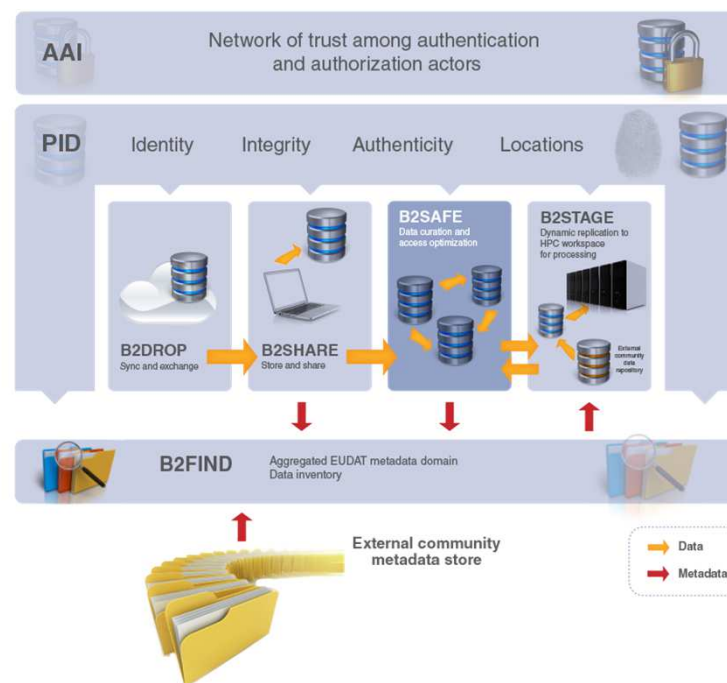 AAI
Network of trust among authentication
and authorization actors
PID
Identity
Integrity
Authenticity
Locations
B2DROP
Sync and exchange
B2SHARE
Store and share
B2SAFE
Data curation and
access optimization
B2STAGE
Dynamic replication to
HPC workspace
for processing
External
community
data
repository
B2FIND
Aggregated EUDAT metadata domain
Data inventory
External community
metadata store
Data
Metadata